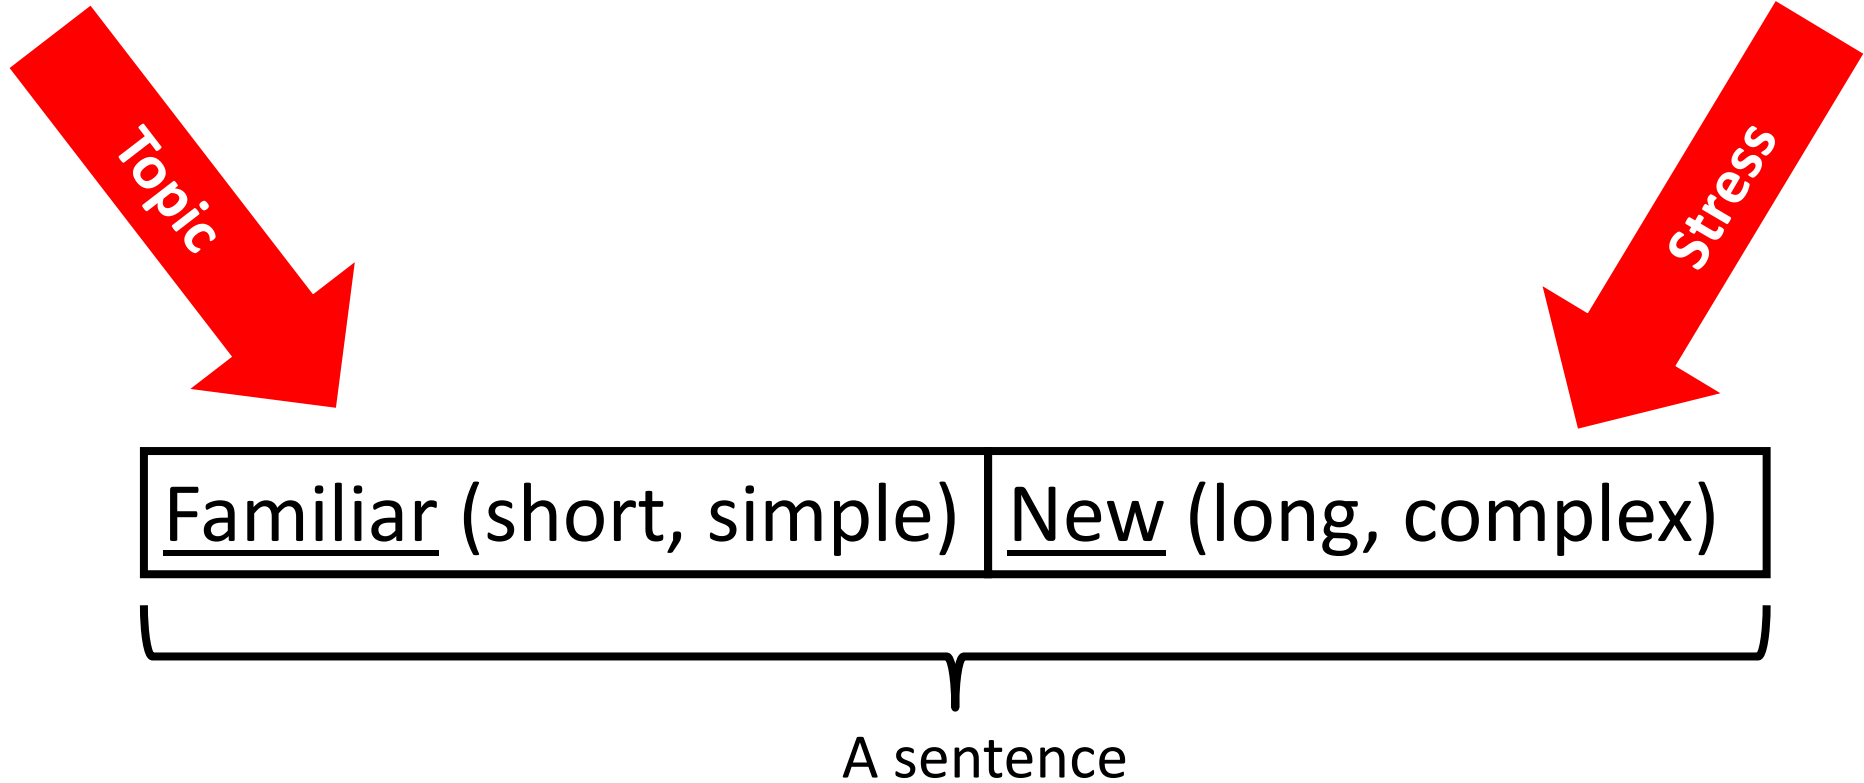 Topic
Stress
Familiar (short, simple) New (long, complex)
A sentence